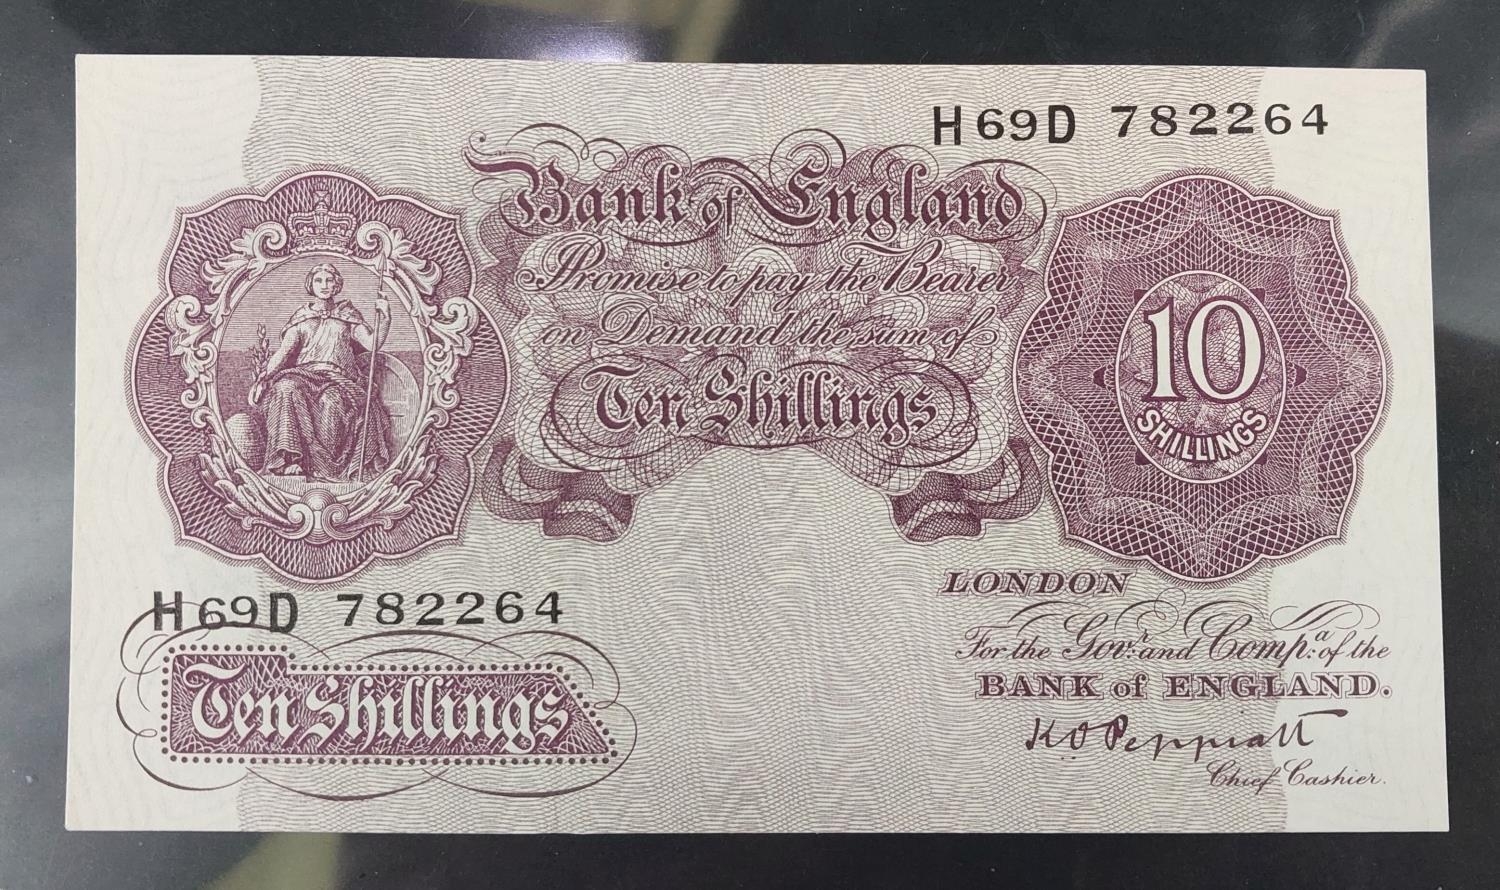 H69D 782264
Bank of England
Promise to pay the Bearer
on Demand the sum of
Ten Shillings
10
SHILLINGS
H69D 782264
Ten Shillings
LONDON
For the Govr. and Compa. of the
BANK of ENGLAND.
K O Peppiatt
Chief Cashier.